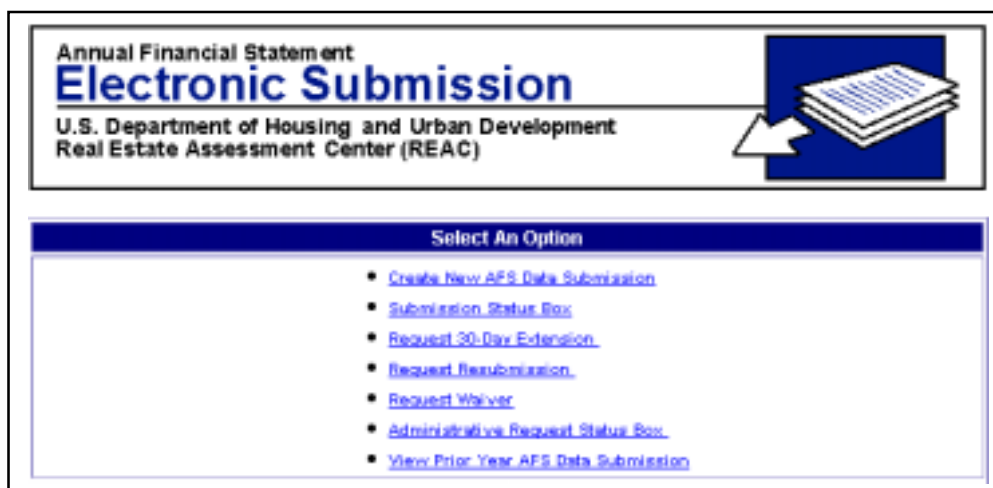 Annual Financial Statement
Electronic Submission
U.S. Department of Housing and Urban Development
Real Estate Assessment Center (REAC)
Select An Option
Create New AFS Data Submission
Submission Status Box
Request 30-Day Extension
Request Resubmission
Request Waiver
Administrative Request Status Box
View Prior Year AFS Data Submission